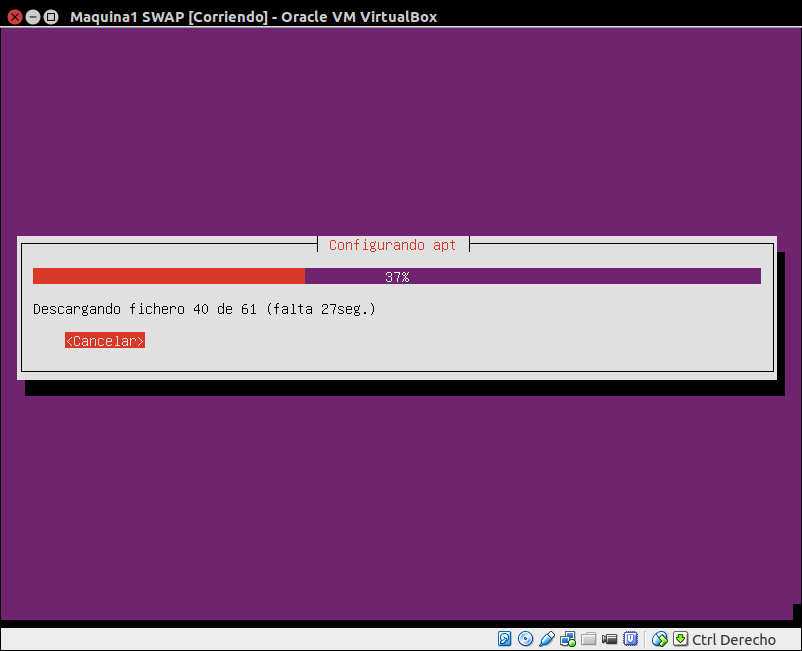 Maquina1 SWAP [Corriendo] - Oracle VM VirtualBox
Configurando apt
37%
Descargando fichero 40 de 61 (falta 27seg.)
<Cancelar>
Ctrl Derecho